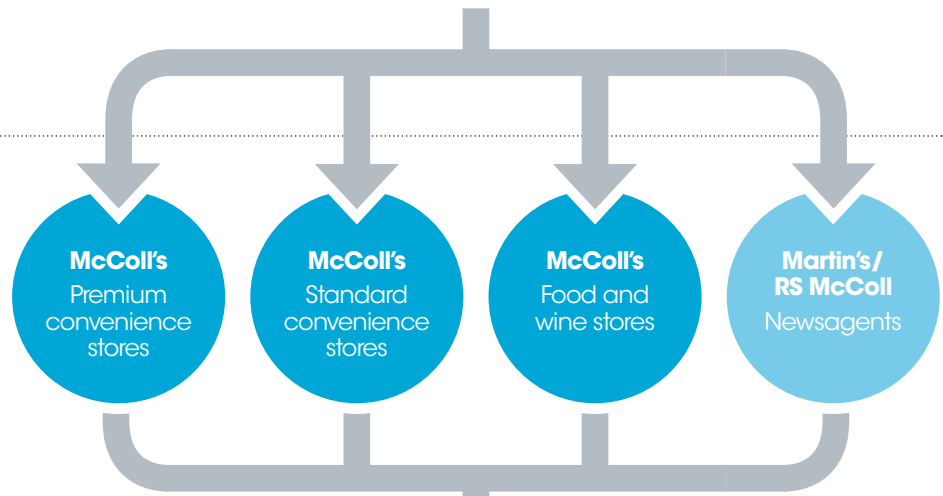 McColl's
Premium
convenience
stores
McColl's
Standard
convenience
stores
McColl's
Food and
wine stores
Martin's/
RS McColl
Newsagents